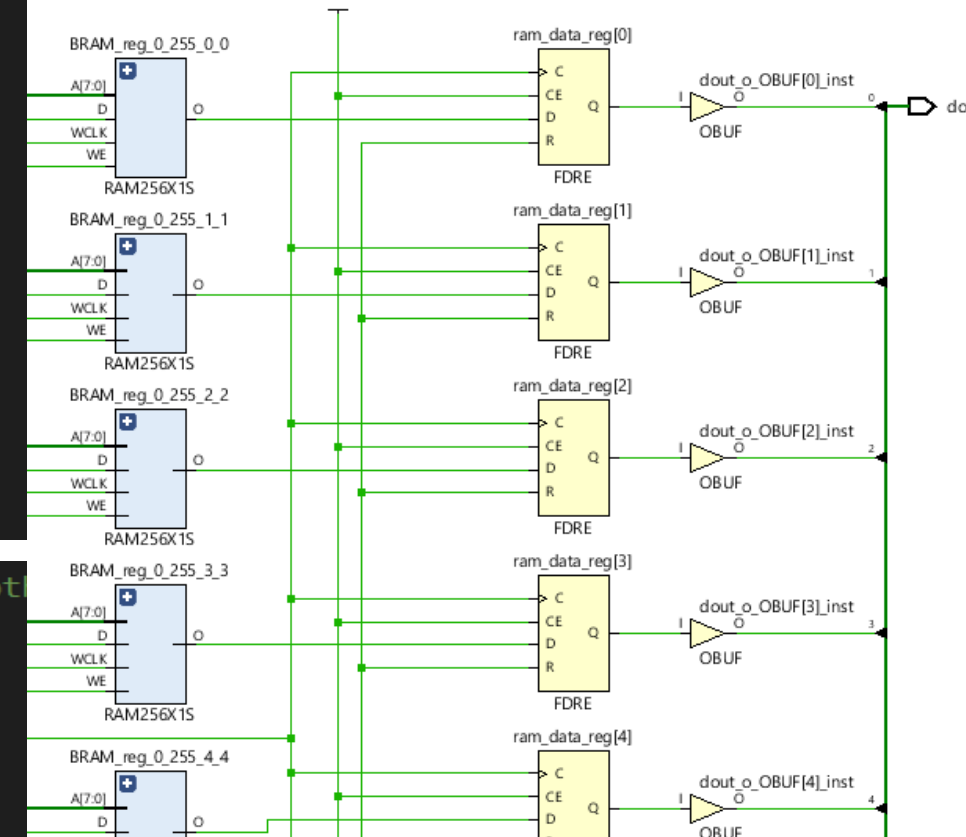 BRAM_reg_0_255_0_0
A[7:0]
D
WCLK
WE
O
RAM256X1S
ram_data_reg[0]
C
CE
D
R
Q
FDRE
dout_o_OBUF[0]_inst
I
O
OBUF
0
do
BRAM_reg_0_255_1_1
A[7:0]
D
WCLK
WE
O
RAM256X1S
ram_data_reg[1]
C
CE
D
R
Q
FDRE
dout_o_OBUF[1]_inst
I
O
OBUF
1
BRAM_reg_0_255_2_2
A[7:0]
D
WCLK
WE
O
RAM256X1S
ram_data_reg[2]
C
CE
D
R
Q
FDRE
dout_o_OBUF[2]_inst
I
O
OBUF
2
BRAM_reg_0_255_3_3
A[7:0]
D
WCLK
WE
O
RAM256X1S
ram_data_reg[3]
C
CE
D
R
Q
FDRE
dout_o_OBUF[3]_inst
I
O
OBUF
3
BRAM_reg_0_255_4_4
A[7:0]
D
O
ram_data_reg[4]
C
CE
D
Q
dout_o_OBUF[4]_inst
I
O
OBUF
4